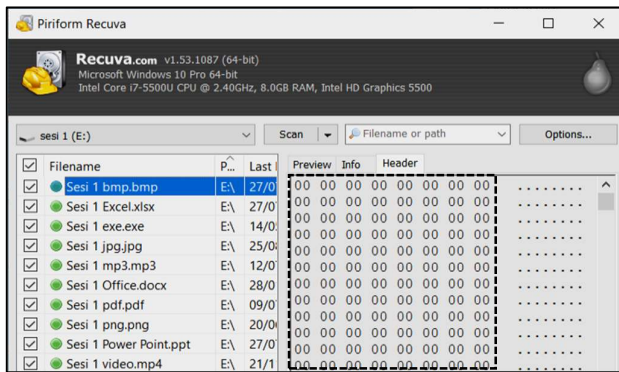 Piriform Recuva
Recuva.com v1.53.1087 (64-bit)
Microsoft Windows 10 Pro 64-bit
Intel Core i7-5500U CPU @ 2.40GHz, 8.0GB RAM, Intel HD Graphics 5500
sesi 1 (E:) Scan Filename or path Options...
Filename P... Last Preview Info Header
Sesi 1 bmp.bmp E:\ 27/0 00 00 00 00 00 00 00 00 ........
Sesi 1 Excel.xlsx E:\ 27/0 00 00 00 00 00 00 00 00 ........
Sesi 1 exe.exe E:\ 14/0 00 00 00 00 00 00 00 00 ........
Sesi 1 jpg.jpg E:\ 25/0 00 00 00 00 00 00 00 00 ........
Sesi 1 mp3.mp3 E:\ 12/0 00 00 00 00 00 00 00 00 ........
Sesi 1 Office.docx E:\ 28/0 00 00 00 00 00 00 00 00 ........
Sesi 1 pdf.pdf E:\ 09/0 00 00 00 00 00 00 00 00 ........
Sesi 1 png.png E:\ 20/0 00 00 00 00 00 00 00 00 ........
Sesi 1 Power Point.ppt E:\ 27/0 00 00 00 00 00 00 00 00 ........
Sesi 1 video.mp4 E:\ 21/1 00 00 00 00 00 00 00 00 ........
00 00 00 00 00 00 00 00 ........
00 00 00 00 00 00 00 00 ........